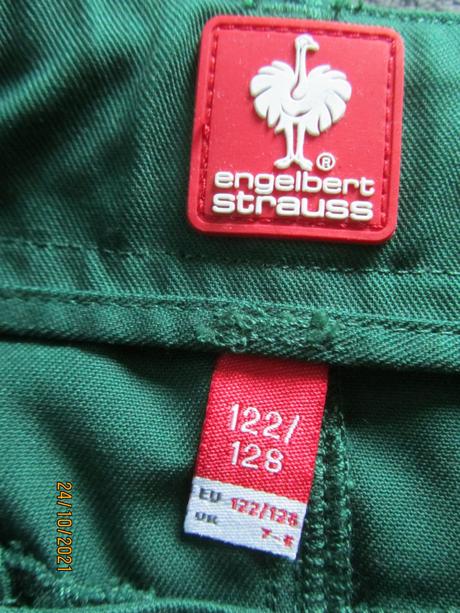 engelbert
strauss
®
122/
128
EU 122/128
UK 7-8
24/10/2021